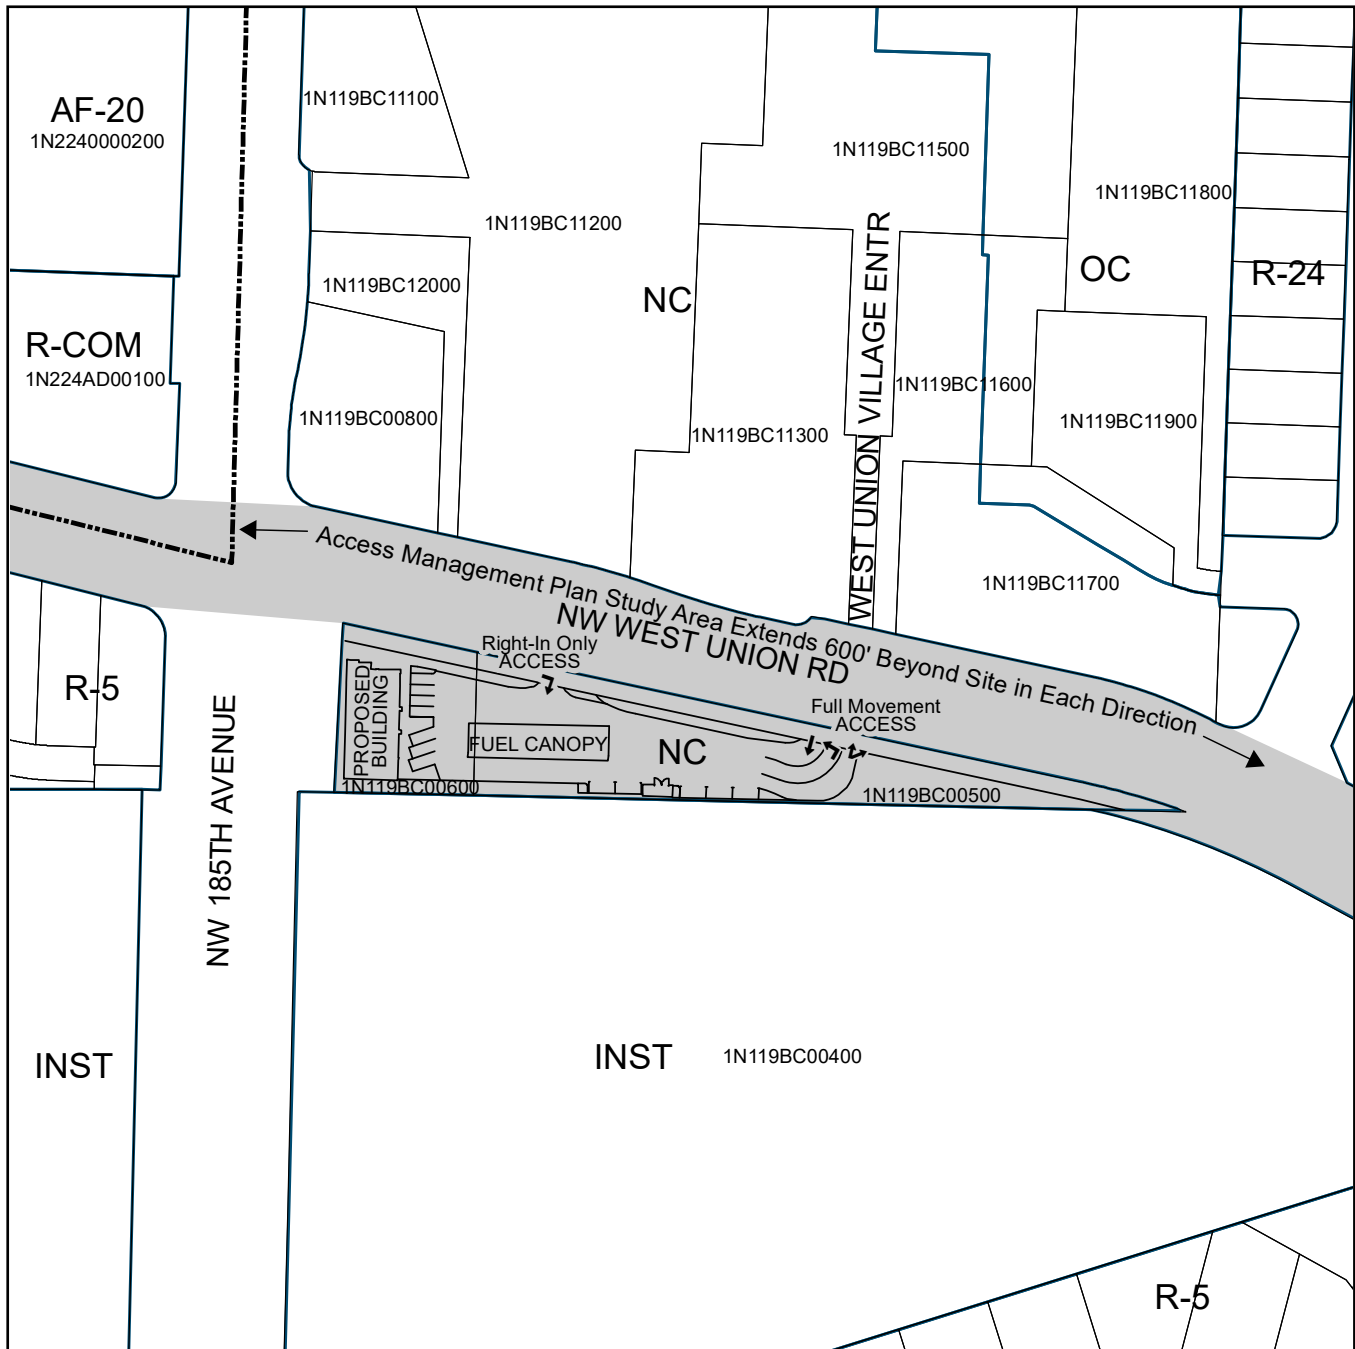 AF-20
1N2240000200
1N119BC11100
1N119BC11500
1N119BC11800
1N119BC11200
OC
R-24
1N119BC12000
NC
WEST UNION VILLAGE ENTR
R-COM
1N224AD00100
1N119BC11600
1N119BC00800
1N119BC11300
1N119BC11900
Access Management Plan Study Area Extends 600' Beyond Site in Each Direction
1N119BC11700
NW WEST UNION RD
Right-In Only
ACCESS
R-5
PROPOSED
BUILDING
Full Movement
ACCESS
FUEL CANOPY
NC
1N119BC00600
1N119BC00500
NW 185TH AVENUE
INST
INST
1N119BC00400
R-5